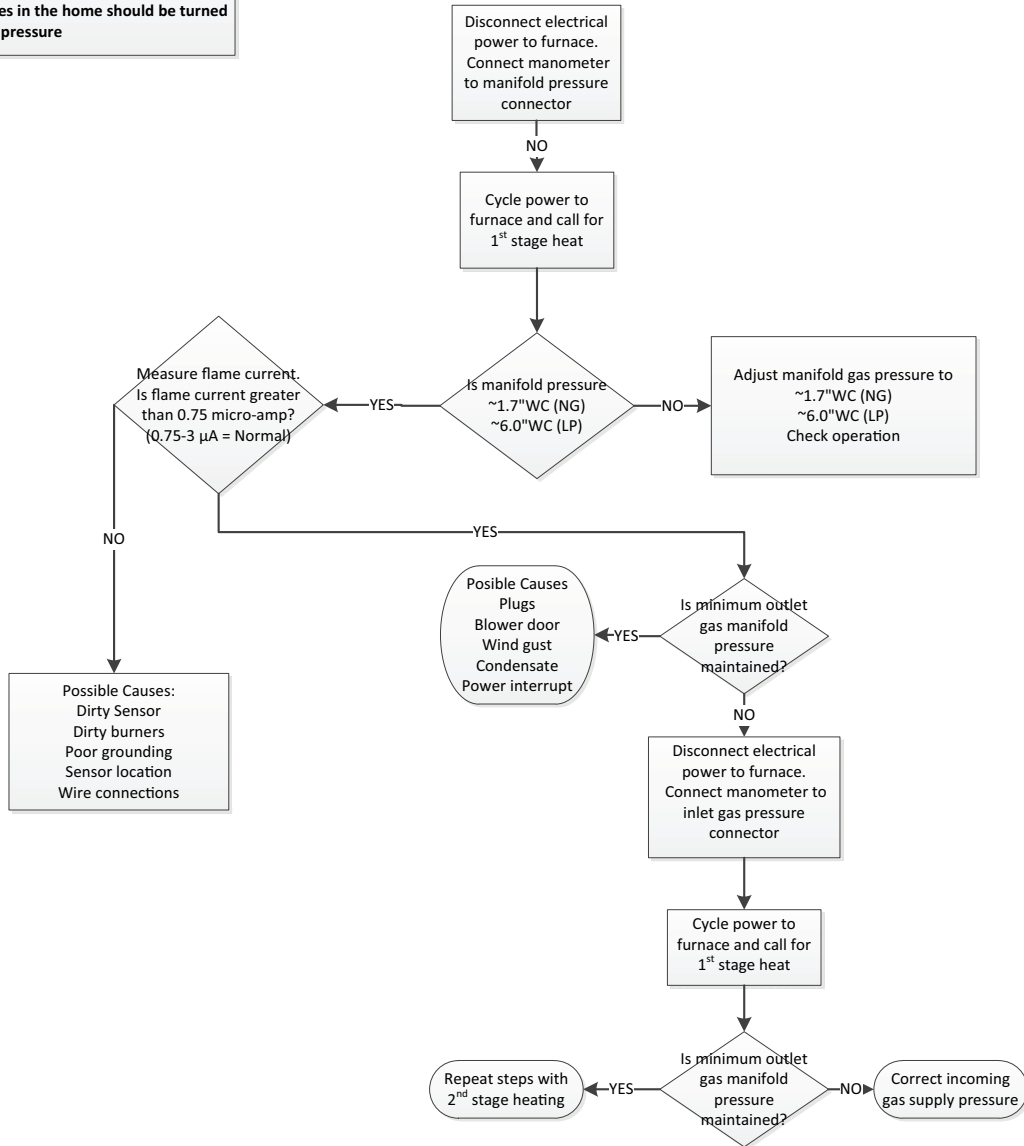 es in the home should be turned
pressure
Disconnect electrical
power to furnace.
Connect manometer
to manifold pressure
connector
NO
Cycle power to
furnace and call for
1st stage heat
Measure flame current.
Is flame current greater
than 0.75 micro-amp?
(0.75-3 µA = Normal)
YES
Is manifold pressure
~1.7"WC (NG)
~6.0"WC (LP)
NO
Adjust manifold gas pressure to
~1.7"WC (NG)
~6.0"WC (LP)
Check operation
NO
YES
Posible Causes
Plugs
Blower door
Wind gust
Condensate
Power interrupt
YES
Is minimum outlet
gas manifold
pressure
maintained?
Possible Causes:
Dirty Sensor
Dirty burners
Poor grounding
Sensor location
Wire connections
NO
Disconnect electrical
power to furnace.
Connect manometer to
inlet gas pressure
connector
Cycle power to
furnace and call for
1st stage heat
Is minimum outlet
gas manifold
pressure
maintained?
YES
Repeat steps with
2nd stage heating
NO
Correct incoming
gas supply pressure